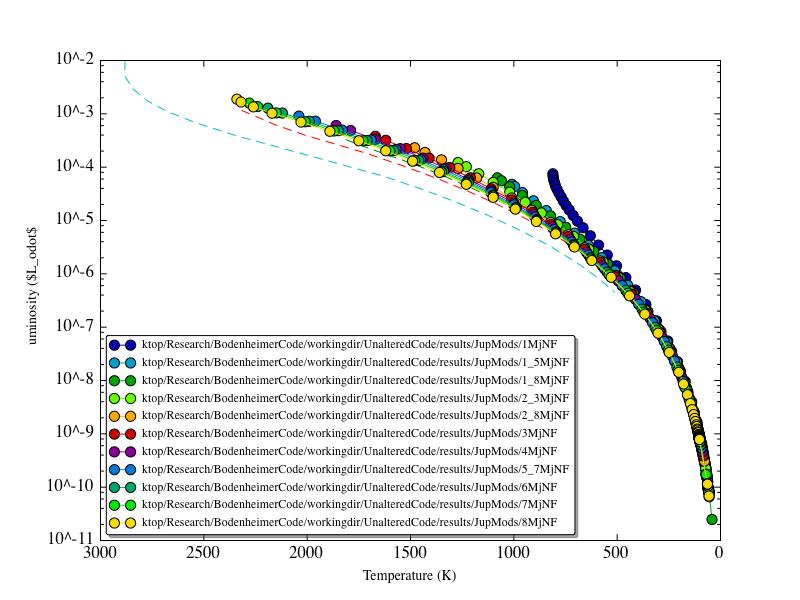 10^-2
10^-3
10^-4
10^-5
10^-6
10^-7
10^-8
10^-9
10^-10
10^-11
uminosity ($L_odot$
ktop/Research/BodenheimerCode/workingdir/UnalteredCode/results/JupMods/1MjNF
ktop/Research/BodenheimerCode/workingdir/UnalteredCode/results/JupMods/1_5MjNF
ktop/Research/BodenheimerCode/workingdir/UnalteredCode/results/JupMods/1_8MjNF
ktop/Research/BodenheimerCode/workingdir/UnalteredCode/results/JupMods/2_3MjNF
ktop/Research/BodenheimerCode/workingdir/UnalteredCode/results/JupMods/2_8MjNF
ktop/Research/BodenheimerCode/workingdir/UnalteredCode/results/JupMods/3MjNF
ktop/Research/BodenheimerCode/workingdir/UnalteredCode/results/JupMods/4MjNF
ktop/Research/BodenheimerCode/workingdir/UnalteredCode/results/JupMods/5_7MjNF
ktop/Research/BodenheimerCode/workingdir/UnalteredCode/results/JupMods/6MjNF
ktop/Research/BodenheimerCode/workingdir/UnalteredCode/results/JupMods/7MjNF
ktop/Research/BodenheimerCode/workingdir/UnalteredCode/results/JupMods/8MjNF
3000 2500 2000 1500 1000 500 0
Temperature (K)